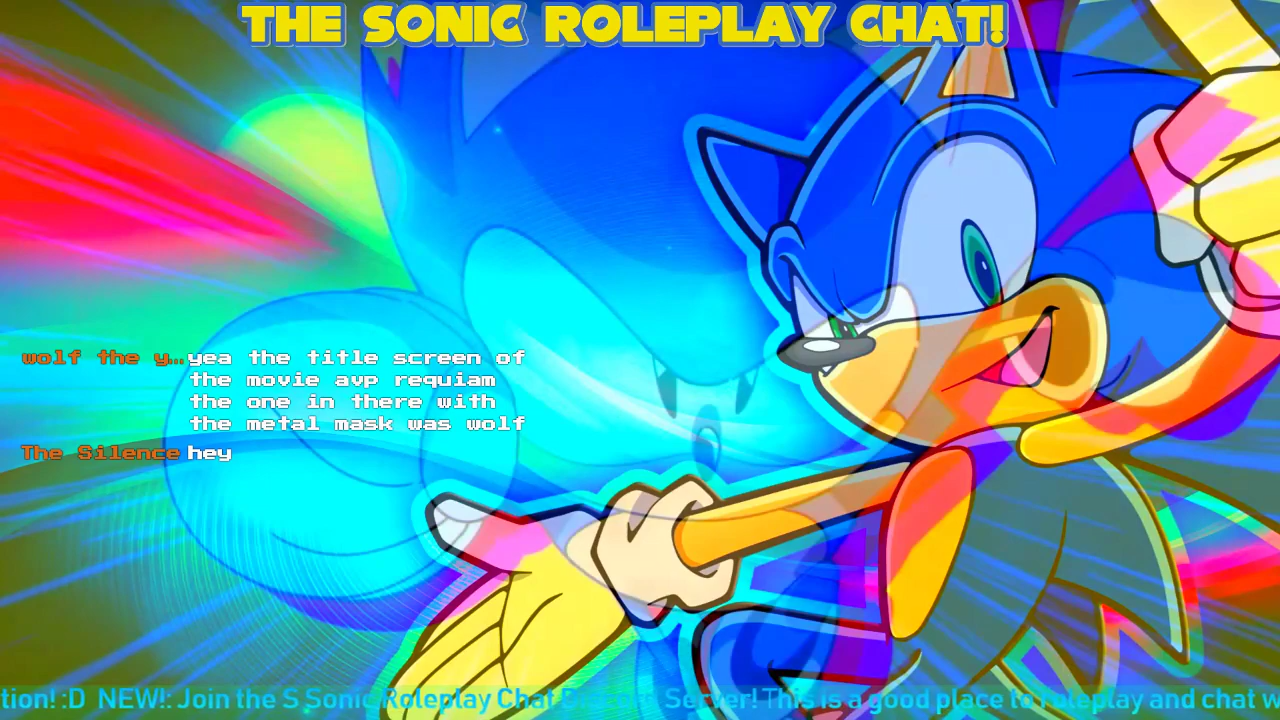 THE SONIC ROLEPLAY CHAT!
wolf the y... yea the title screen of
the movie avp requiam
the one in there with
the metal mask was wolf
The Silence hey
tion! :D NEW!: Join the S Sonic Roleplay Chat Discord Server! This is a good place to roleplay and chat w